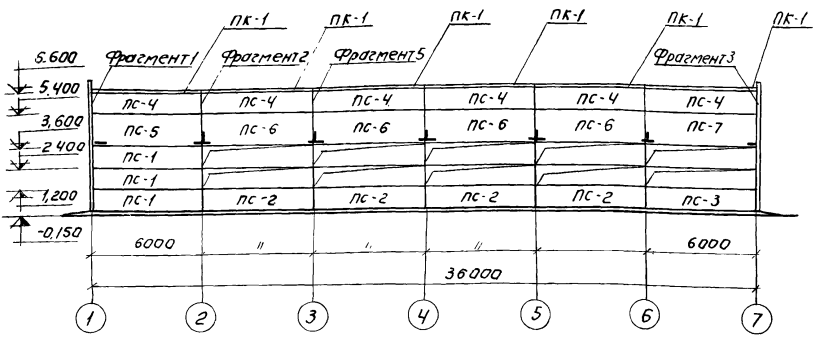 ПК-1 ПК-1 ПК-1 ПК-1 ПК-1 ПК-1
6.600 Фрагмент1 Фрагмент2 Фрагмент5 Фрагмент3
5,400 ПС-4 ПС-4 ПС-4 ПС-4 ПС-4 ПС-4
3,600 ПС-5 ПС-6 ПС-6 ПС-6 ПС-6 ПС-7
2400 ПС-1
ПС-1
1,200 ПС-1 ПС-2 ПС-2 ПС-2 ПС-2 ПС-3
-0,150
6000 " " " 6000
36000
1 2 3 4 5 6 7